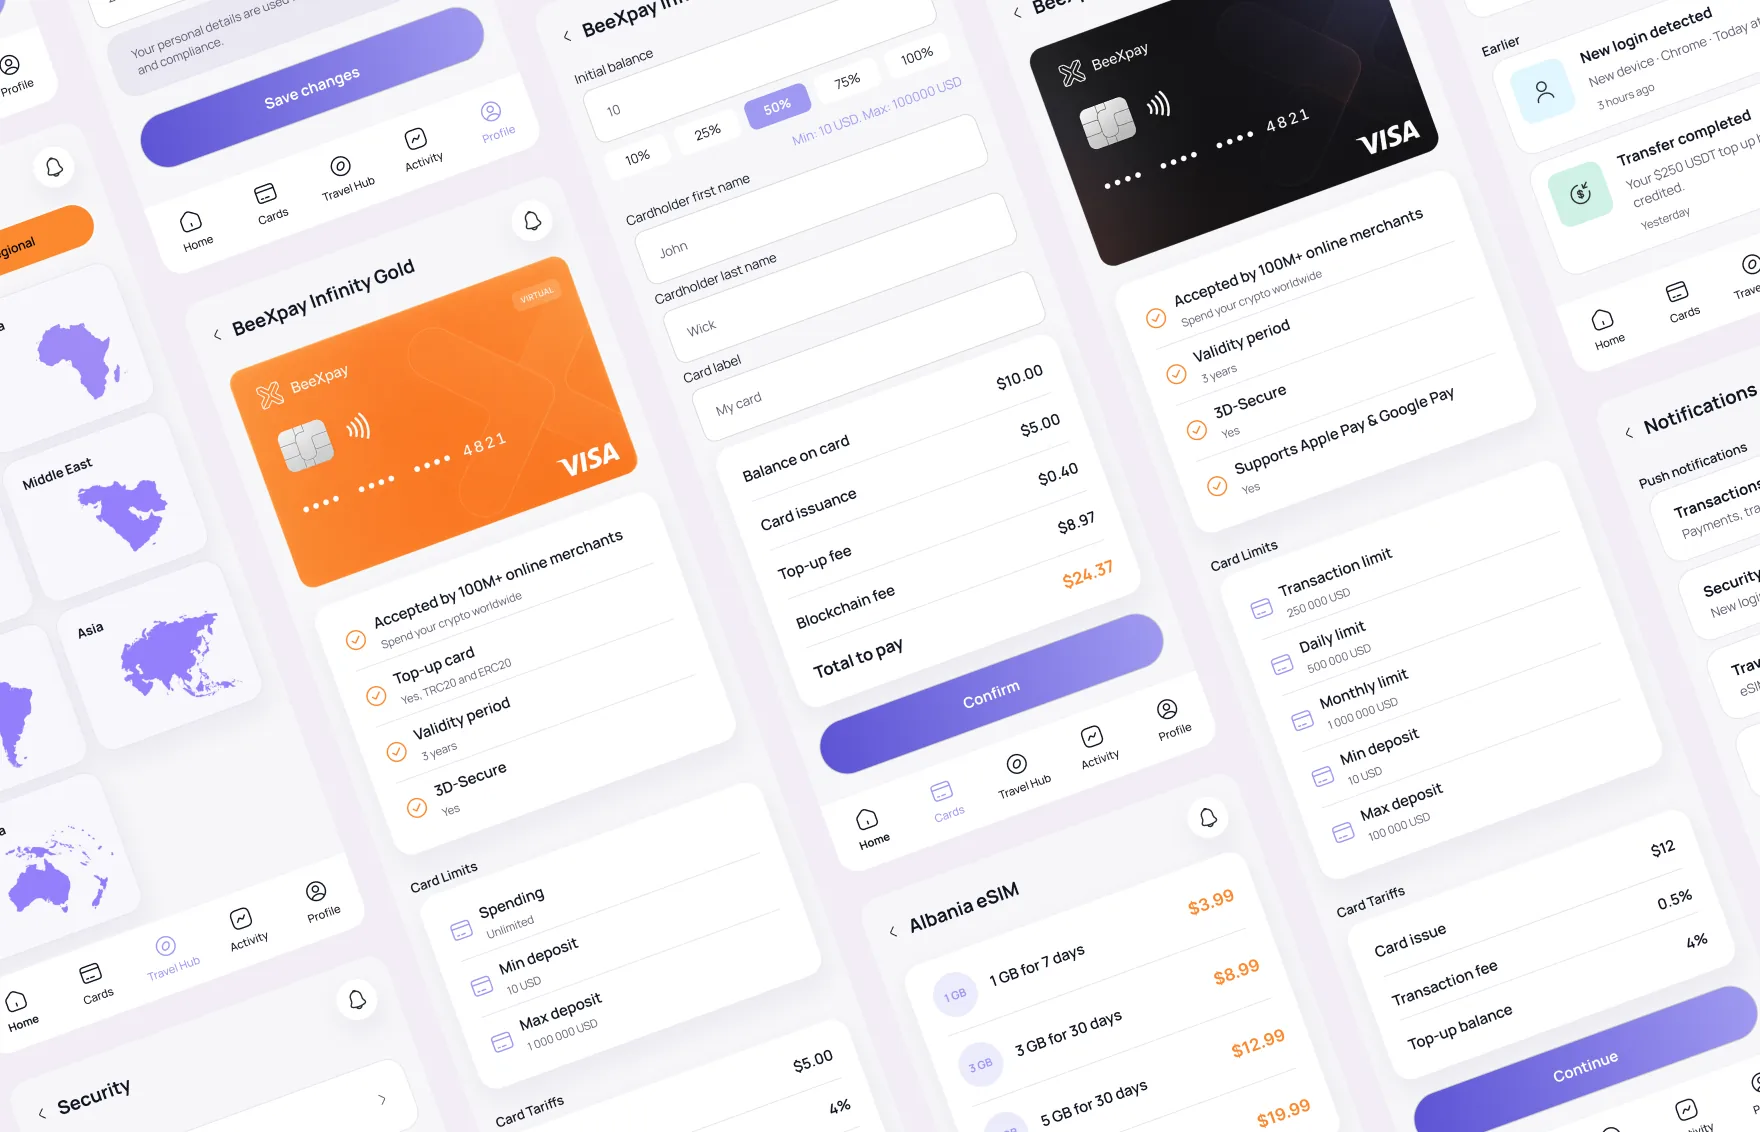 Profile
gional
Middle East
Asia
Home
Cards
Travel Hub
Activity
Profile
Your personal details are used
and compliance.
Save changes
Home
Cards
Travel Hub
Activity
Profile
BeeXpay Infinity Gold
VIRTUAL
BeeXpay
•••• •••• •••• 4821
VISA
Accepted by 100M+ online merchants
Spend your crypto worldwide
Top-up card
Yes, TRC20 and ERC20
Validity period
3 years
3D-Secure
Yes
Card Limits
Spending
Unlimited
Min deposit
10 USD
Max deposit
1 000 000 USD
Card Tariffs
$5.00
4%
Security
BeeXpay Infin
Initial balance
10
10%
25%
50%
75%
100%
Min: 10 USD. Max: 100000 USD
Cardholder first name
John
Cardholder last name
Wick
Card label
My card
Balance on card
$10.00
Card issuance
$5.00
Top-up fee
$0.40
Blockchain fee
$8.97
Total to pay
$24.37
Confirm
Home
Cards
Travel Hub
Activity
Profile
Albania eSIM
1 GB
1 GB for 7 days
$3.99
3 GB
3 GB for 30 days
$8.99
5 GB for 30 days
$12.99
$19.99
BeeXpay
•••• •••• •••• 4821
VISA
Accepted by 100M+ online merchants
Spend your crypto worldwide
Validity period
3 years
3D-Secure
Yes
Supports Apple Pay & Google Pay
Yes
Card Limits
Transaction limit
250 000 USD
Daily limit
500 000 USD
Monthly limit
1 000 000 USD
Min deposit
10 USD
Max deposit
100 000 USD
Card Tariffs
Card issue
$12
Transaction fee
0.5%
Top-up balance
4%
Continue
Earlier
New login detected
New device · Chrome · Today at
3 hours ago
Transfer completed
Your $250 USDT top up
credited.
Yesterday
Home
Cards
Trave
Notifications
Push notifications
Transactions
Payments, tra
Security
New login
Trav
eSIM